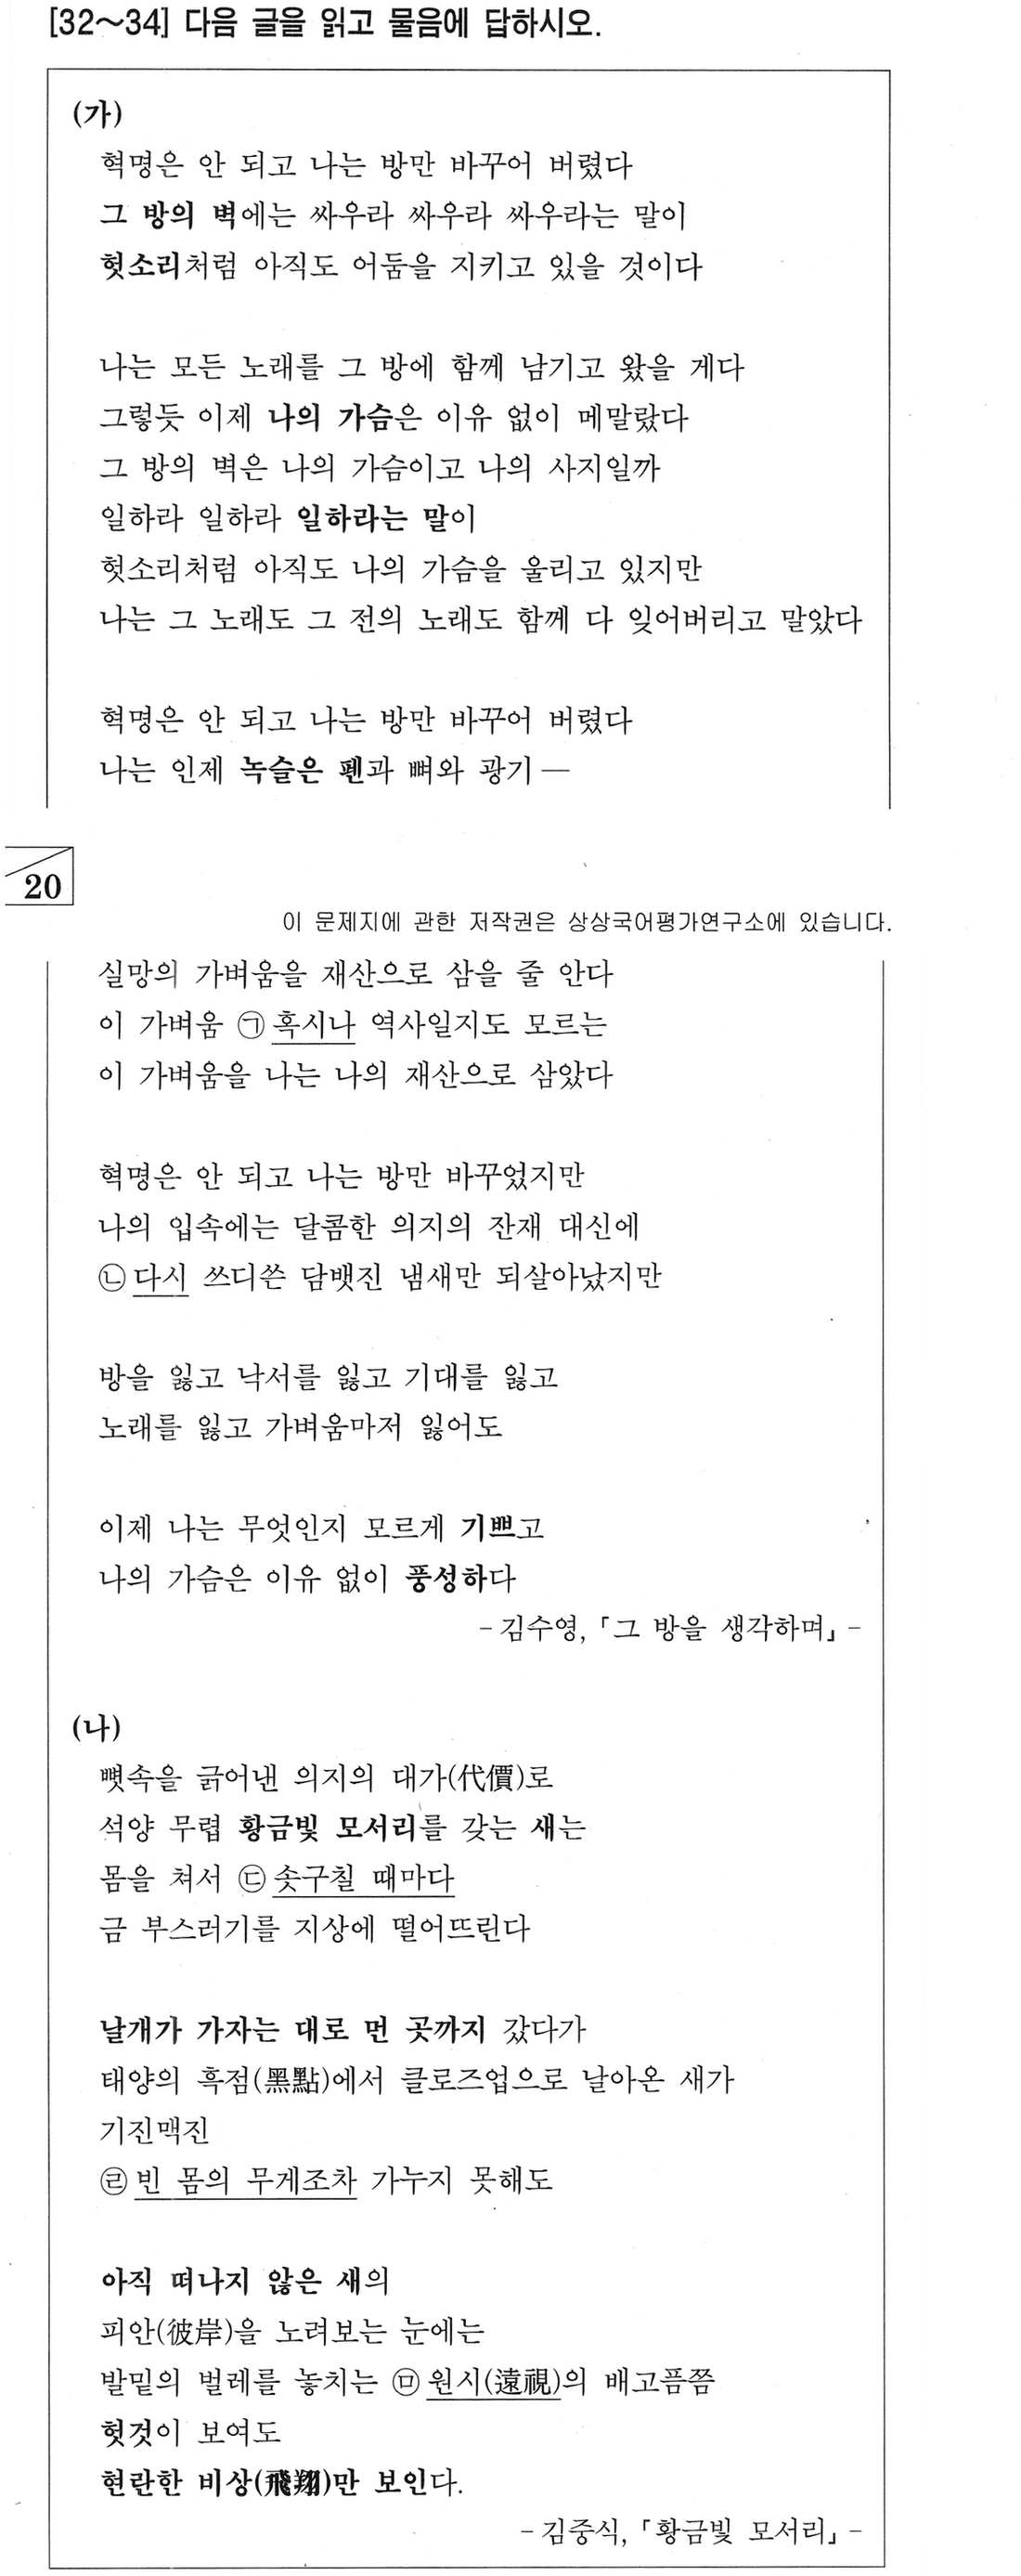 [32～34] 다음 글을 읽고 물음에 답하시오.
(가)
혁명은 안 되고 나는 방만 바꾸어 버렸다
그 방의 벽에는 싸우라 싸우라 싸우라는 말이
헛소리처럼 아직도 어둠을 지키고 있을 것이다
나는 모든 노래를 그 방에 함께 남기고 왔을 게다
그렇듯 이제 나의 가슴은 이유 없이 메말랐다
그 방의 벽은 나의 가슴이고 나의 사지일까
일하라 일하라 일하라는 말이
헛소리처럼 아직도 나의 가슴을 울리고 있지만
나는 그 노래도 그 전의 노래도 함께 다 잊어버리고 말았다
혁명은 안 되고 나는 방만 바꾸어 버렸다
나는 인제 녹슬은 펜과 뼈와 광기 ―
20
이 문제지에 관한 저작권은 상상국어평가연구소에 있습니다.
실망의 가벼움을 재산으로 삼을 줄 안다
이 가벼움 ㉠혹시나 역사일지도 모르는
이 가벼움을 나는 나의 재산으로 삼았다
혁명은 안 되고 나는 방만 바꾸었지만
나의 입속에는 달콤한 의지의 잔재 대신에
㉡다시 쓰디쓴 담뱃진 냄새만 되살아났지만
방을 잃고 낙서를 잃고 기대를 잃고
노래를 잃고 가벼움마저 잃어도
이제 나는 무엇인지 모르게 기쁘고
나의 가슴은 이유 없이 풍성하다
- 김수영, 「그 방을 생각하며」 -
(나)
뼛속을 긁어낸 의지의 대가(代價)로
석양 무렵 황금빛 모서리를 갖는 새는
몸을 쳐서 ㉢솟구칠 때마다
금 부스러기를 지상에 떨어뜨린다
날개가 가자는 대로 먼 곳까지 갔다가
태양의 흑점(黑點)에서 클로즈업으로 날아온 새가
기진맥진
㉣빈 몸의 무게조차 가누지 못해도
아직 떠나지 않은 새의
피안(彼岸)을 노려보는 눈에는
발밑의 벌레를 놓치는 ㉤원시(遠視)의 배고픔쯤
헛것이 보여도
현란한 비상(飛翔)만 보인다.
- 김중식, 「황금빛 모서리」 -